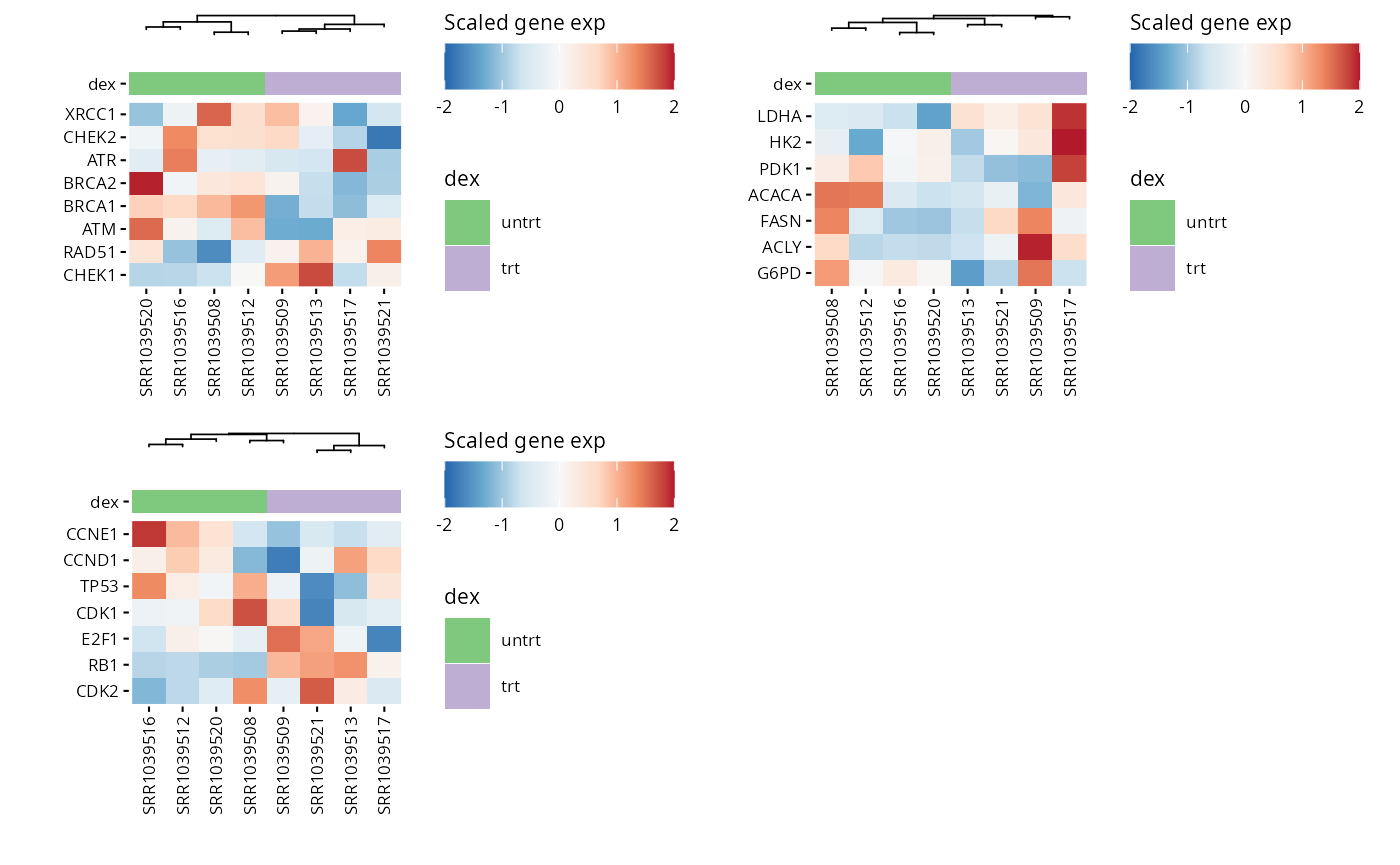 Scaled gene exp
-2 -1 0 1 2
dex
untrt
trt
dex
XRCC1
CHEK2
ATR
BRCA2
BRCA1
ATM
RAD51
CHEK1
SRR1039520
SRR1039516
SRR1039508
SRR1039512
SRR1039509
SRR1039513
SRR1039517
SRR1039521
Scaled gene exp
-2 -1 0 1 2
dex
untrt
trt
dex
LDHA
HK2
PDK1
ACACA
FASN
ACLY
G6PD
SRR1039508
SRR1039512
SRR1039516
SRR1039520
SRR1039513
SRR1039521
SRR1039509
SRR1039517
Scaled gene exp
-2 -1 0 1 2
dex
untrt
trt
dex
CCNE1
CCND1
TP53
CDK1
E2F1
RB1
CDK2
SRR1039516
SRR1039512
SRR1039520
SRR1039508
SRR1039509
SRR1039521
SRR1039513
SRR1039517